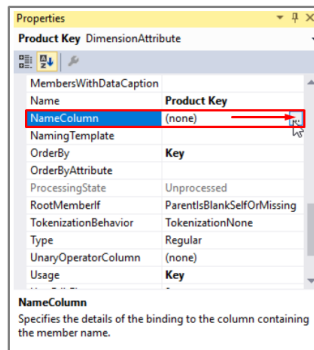 Properties
Product Key DimensionAttribute
MembersWithDataCaption
Name Product Key
NameColumn (none) ...
NamingTemplate
OrderBy Key
OrderByAttribute
ProcessingState Unprocessed
RootMemberIf ParentIsBlankSelfOrMissing
TokenizationBehavior TokenizationNone
Type Regular
UnaryOperatorColumn (none)
Usage Key
NameColumn
Specifies the details of the binding to the column containing
the member name.